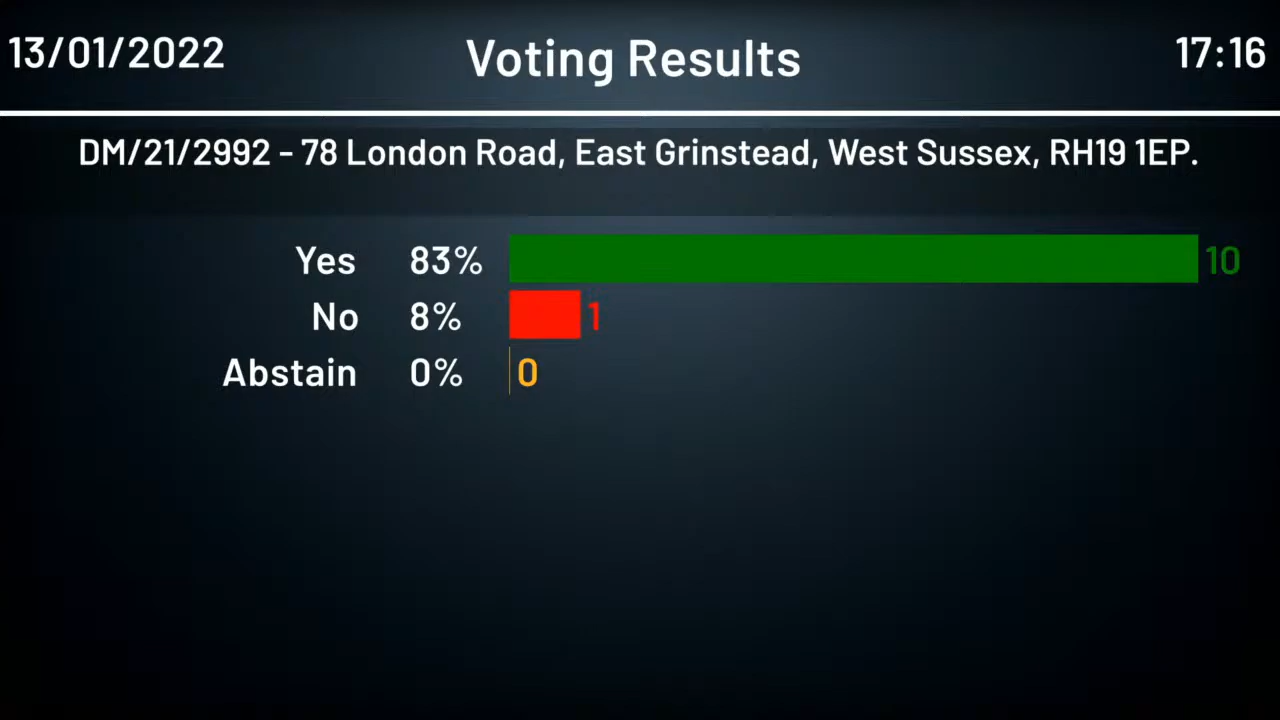 13/01/2022 Voting Results 17:16
DM/21/2992 - 78 London Road, East Grinstead, West Sussex, RH19 1EP.
Yes 83% 10
No 8% 1
Abstain 0% 0